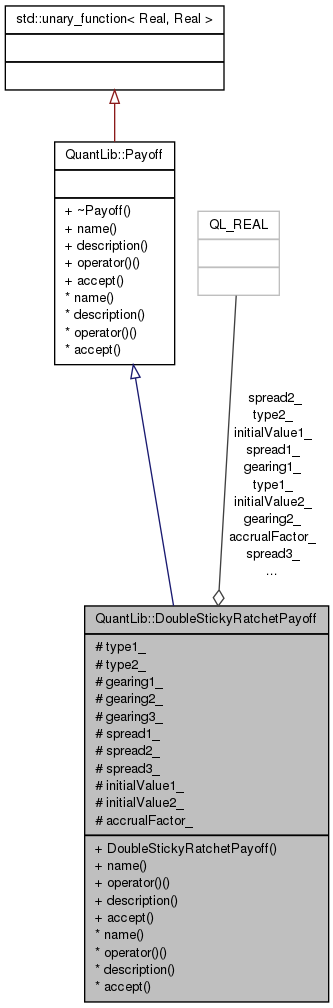 std::unary_function< Real, Real >
QuantLib::Payoff
+ ~Payoff()
+ name()
+ description()
+ operator()()
+ accept()
* name()
* description()
* operator()()
* accept()
QL_REAL
spread2_
type2_
initialValue1_
spread1_
gearing1_
type1_
initialValue2_
gearing2_
accrualFactor_
spread3_
...
QuantLib::DoubleStickyRatchetPayoff
# type1_
# type2_
# gearing1_
# gearing2_
# gearing3_
# spread1_
# spread2_
# spread3_
# initialValue1_
# initialValue2_
# accrualFactor_
+ DoubleStickyRatchetPayoff()
+ name()
+ operator()()
+ description()
+ accept()
* name()
* operator()()
* description()
* accept()